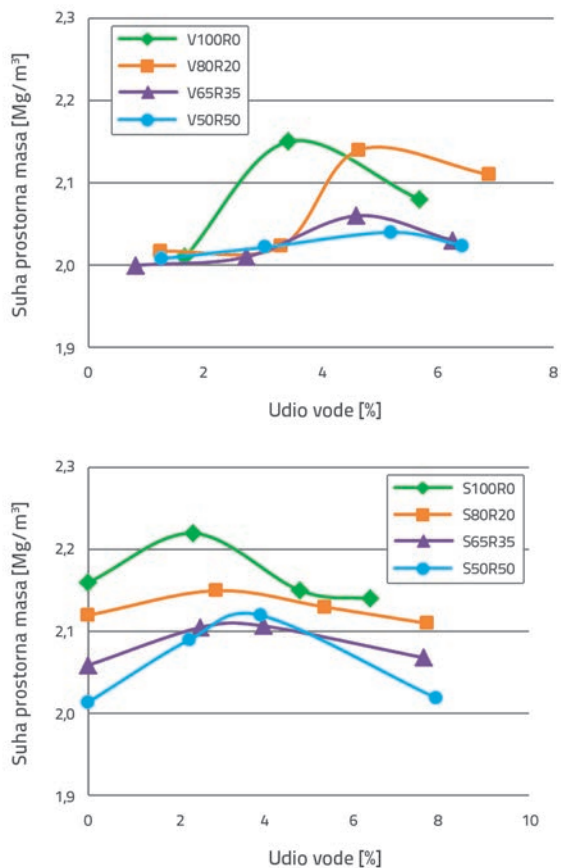 2,3
2,2
2,1
2,0
1,9
Suha prostorna masa [Mg/m³]
V100R0
V80R20
V65R35
V50R50
0 2 4 6 8
Udio vode [%]
2,3
2,2
2,1
2,0
1,9
Suha prostorna masa [Mg/m³]
S100R0
S80R20
S65R35
S50R50
0 2 4 6 8 10
Udio vode [%]